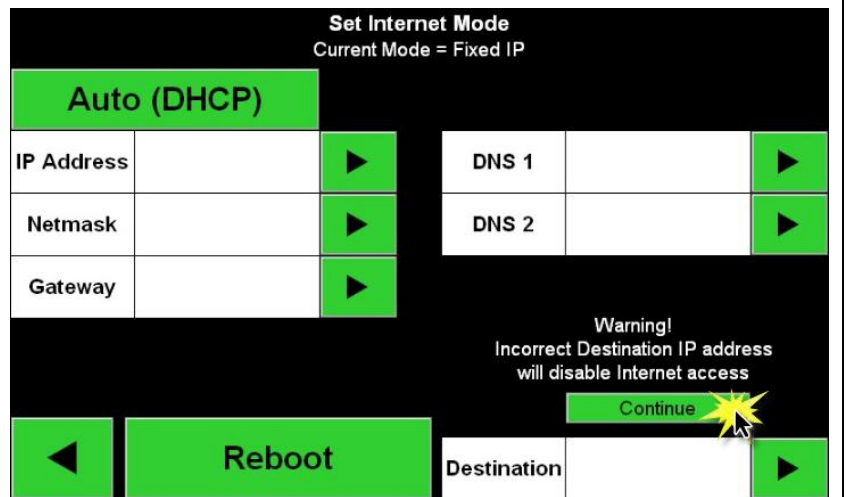 Set Internet Mode
Current Mode = Fixed IP
Auto (DHCP)
IP Address
DNS 1
Netmask
DNS 2
Gateway
Warning!
Incorrect Destination IP address
will disable Internet access
Continue
Reboot
Destination